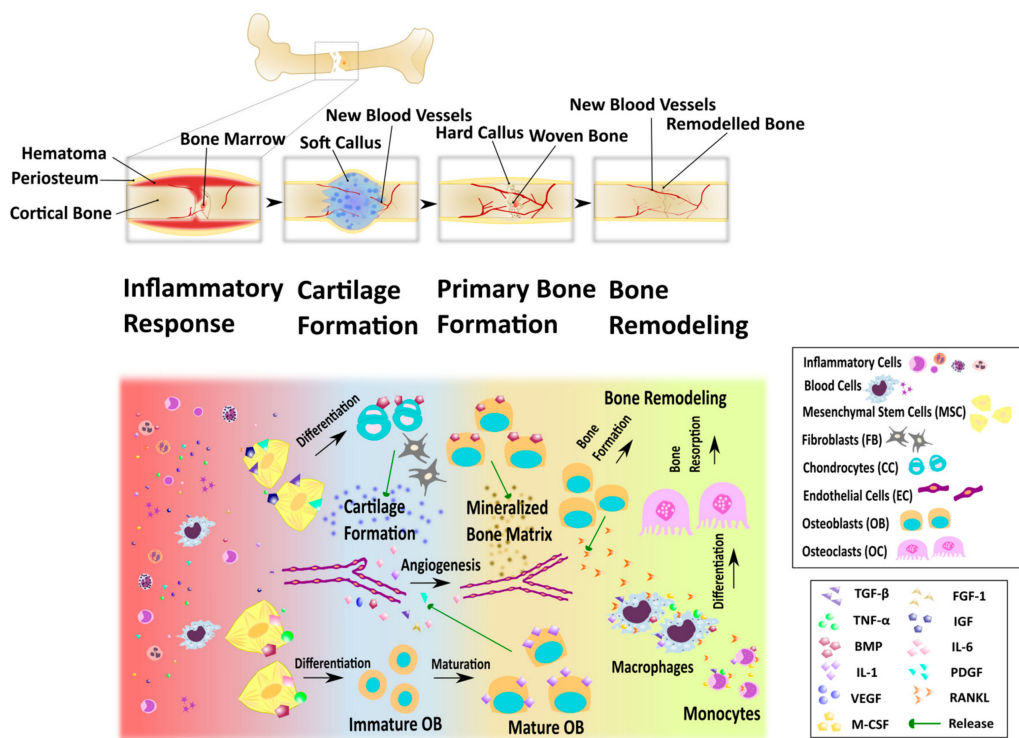 New Blood Vessels
Soft Callus
Bone Marrow
Hematoma
Periosteum
Cortical Bone
Hard Callus
Woven Bone
New Blood Vessels
Remodelled Bone
Inflammatory
Response
Cartilage
Formation
Primary Bone
Formation
Bone
Remodeling
Differentiation
Cartilage
Formation
Mineralized
Bone Matrix
Bone Remodeling
Bone
Formation
Bone
Resorption
Angiogenesis
Differentiation
Macrophages
Monocytes
Differentiation
Maturation
Immature OB
Mature OB
Inflammatory Cells
Blood Cells
Mesenchymal Stem Cells (MSC)
Fibroblasts (FB)
Chondrocytes (CC)
Endothelial Cells (EC)
Osteoblasts (OB)
Osteoclasts (OC)
TGF-β
FGF-1
TNF-α
IGF
BMP
IL-6
IL-1
PDGF
VEGF
RANKL
M-CSF
Release